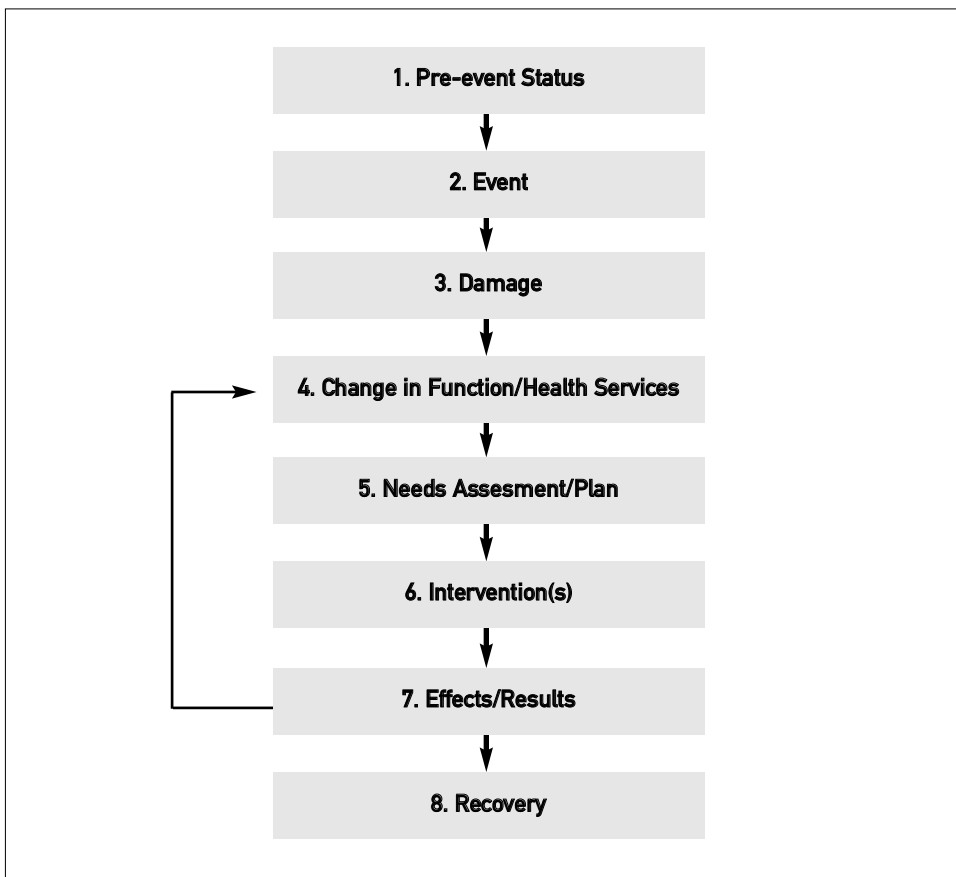 1. Pre-event Status
2. Event
3. Damage
4. Change in Function/Health Services
5. Needs Assesment/Plan
6. Intervention(s)
7. Effects/Results
8. Recovery